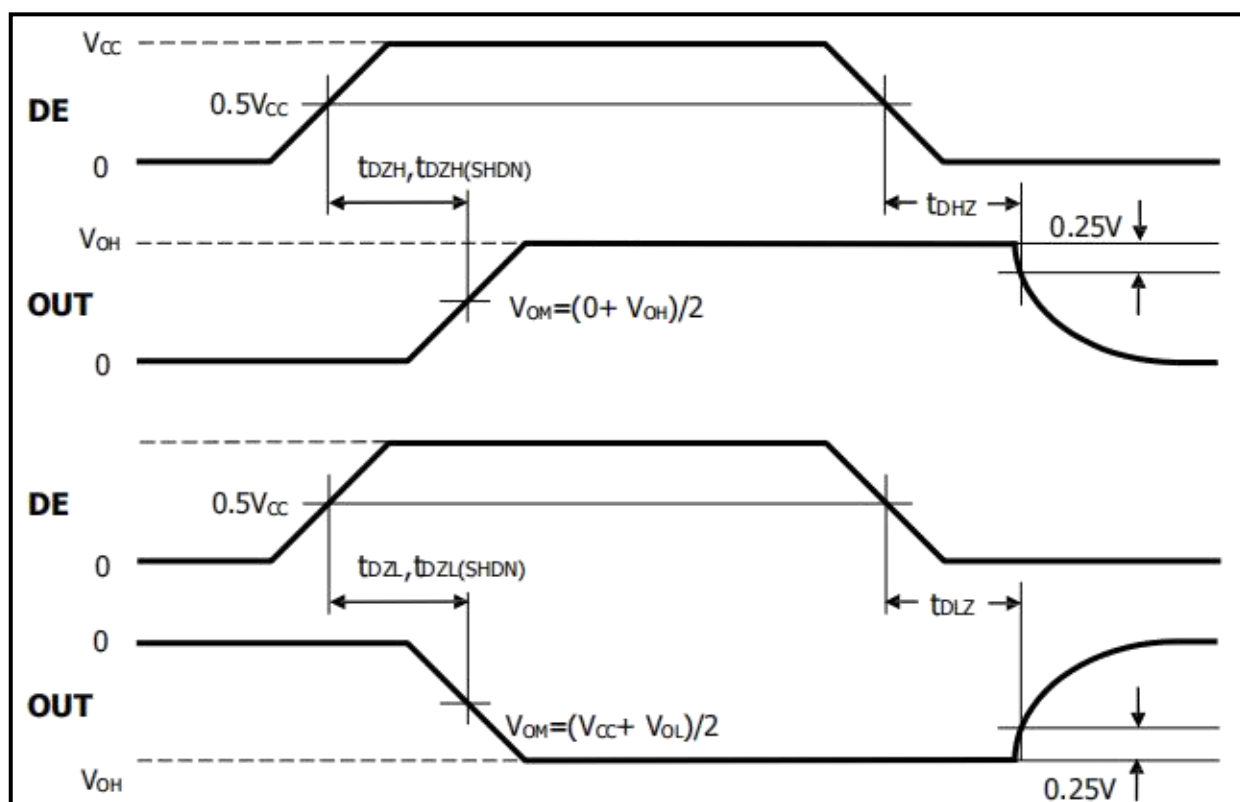 VCC
0.5VCC
DE
0
tDZH,tDZH(SHDN)
tDHZ
VOH
0.25V
OUT
VOM=(0+ VOH)/2
0
DE
0.5VCC
0
tDZL,tDZL(SHDN)
tDLZ
0
OUT
VOM=(VCC+ VOL)/2
VOH
0.25V